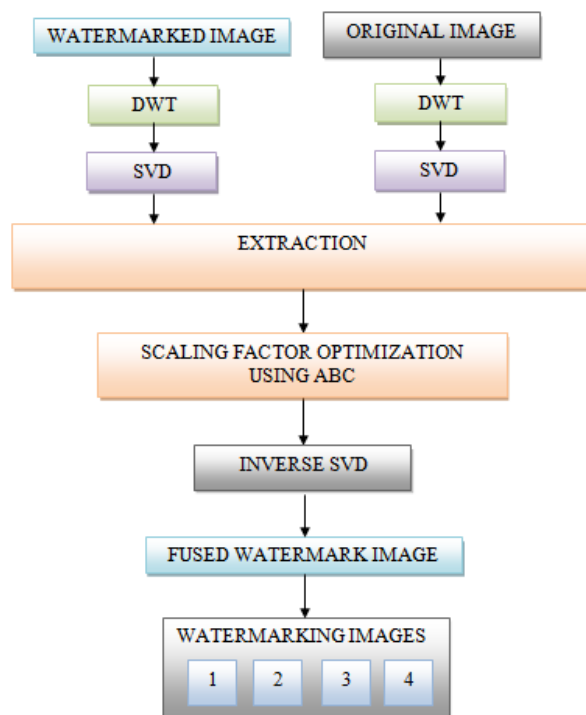 WATERMARKED IMAGE
ORIGINAL IMAGE
DWT
DWT
SVD
SVD
EXTRACTION
SCALING FACTOR OPTIMIZATION
USING ABC
INVERSE SVD
FUSED WATERMARK IMAGE
WATERMARKING IMAGES
1 2 3 4